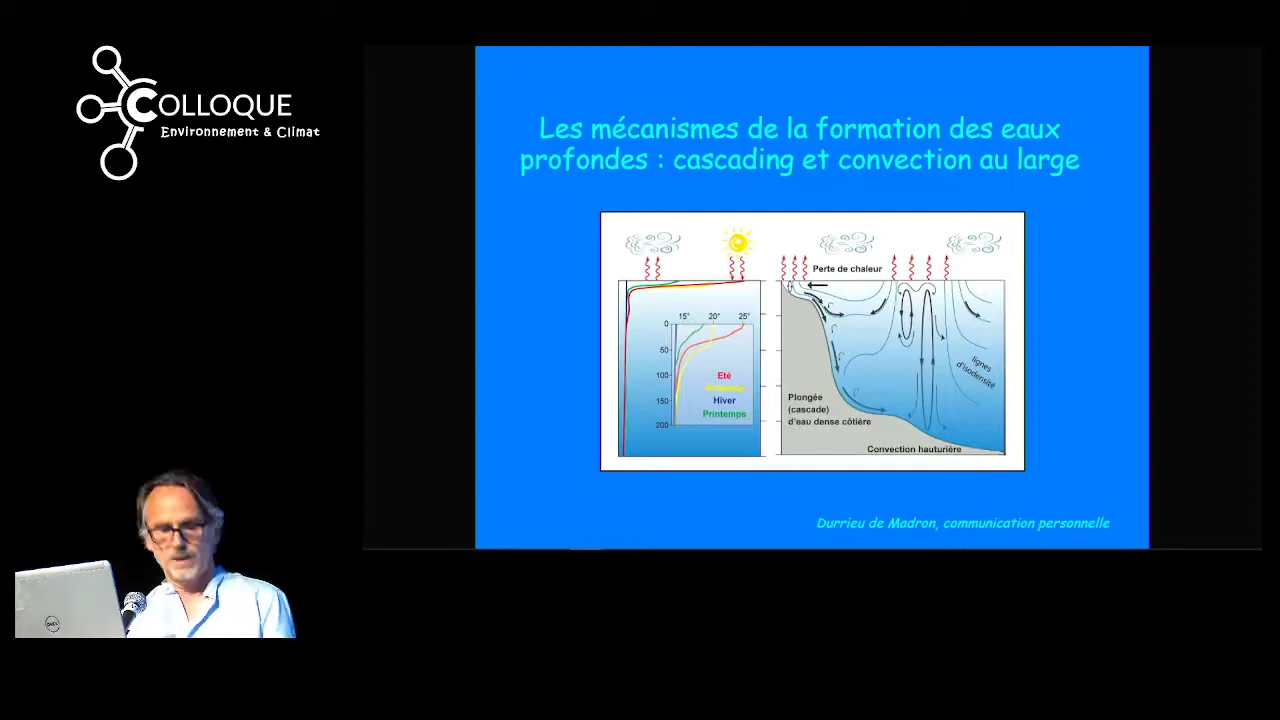 COLLOQUE
Environnement & Climat
Les mécanismes de la formation des eaux
profondes : cascading et convection au large
Perte de chaleur
15° 20° 25°
0
50
100
150
200
Eté
Automne
Hiver
Printemps
lignes
d'isodensité
Plongée
(cascade)
d'eau dense côtière
Convection hauturière
Durrieu de Madron, communication personnelle
DELL